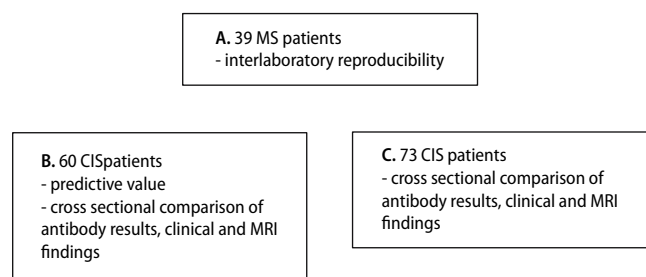 A. 39 MS patients
- interlaboratory reproducibility
B. 60 CISpatients
- predictive value
- cross sectional comparison of
antibody results, clinical and MRI
findings
C. 73 CIS patients
- cross sectional comparison of
antibody results, clinical and MRI
findings